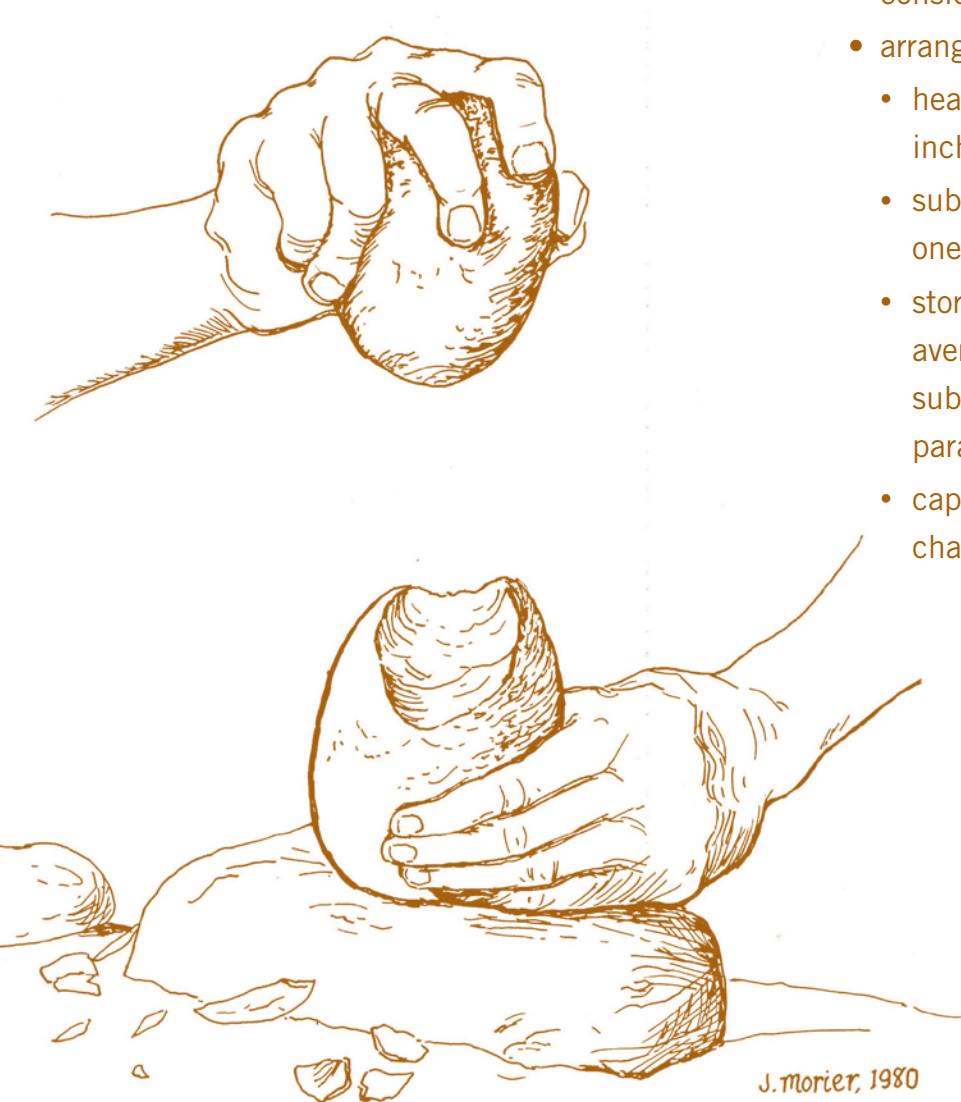 • arrang
• hea
inch
• sub
one
• stor
aver
sub
para
• cap
cha
J. Morier, 1980